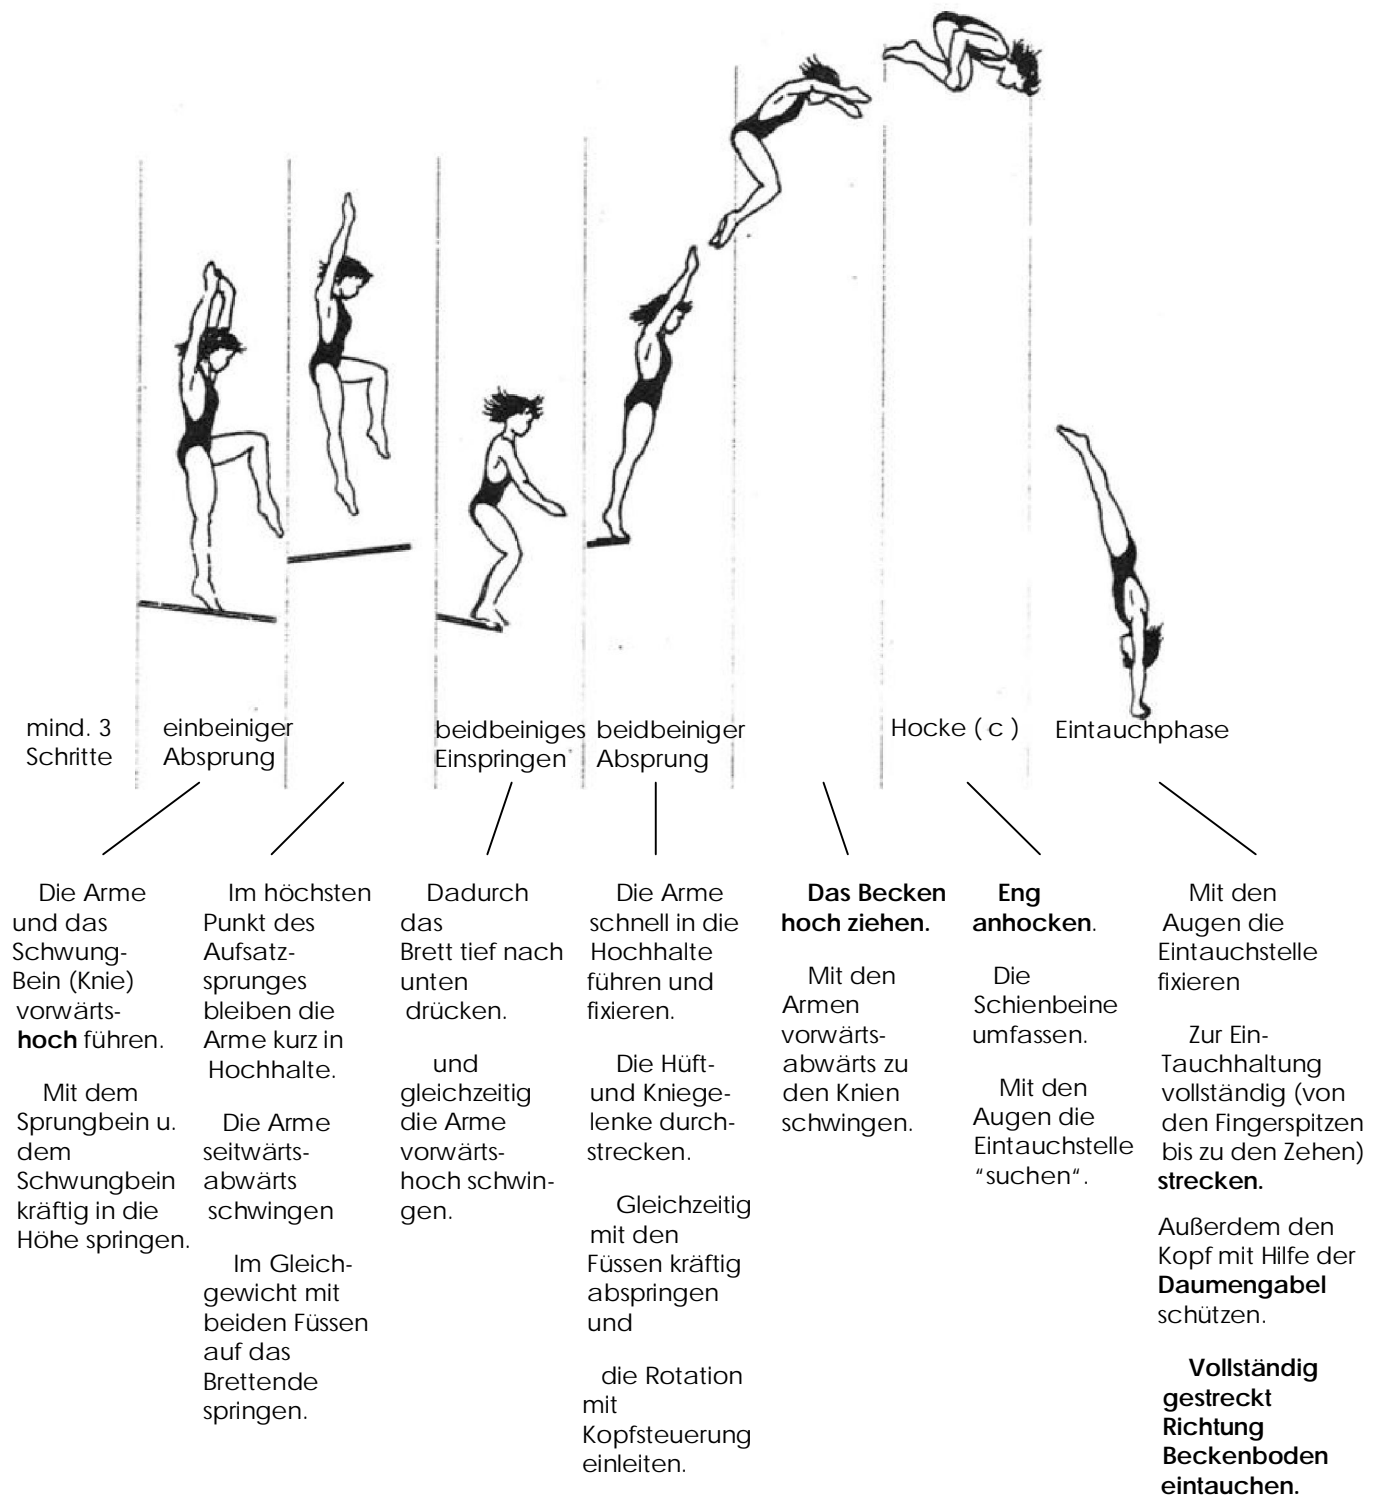 mind. 3
Schritte
einbeiniger
Absprung
beidbeiniges
Einspringen
beidbeiniger
Absprung
Hocke ( c )
Eintauchphase
Die Arme
und das
Schwung-
Bein (Knie)
vorwärts-
hoch führen.
Mit dem
Sprungbein u.
dem
Schwungbein
kräftig in die
Höhe springen.
Im höchsten
Punkt des
Aufsatz-
sprunges
bleiben die
Arme kurz in
Hochhalte.
Die Arme
seitwärts-
abwärts
schwingen
Im Gleich-
gewicht mit
beiden Füssen
auf das
Brettende
springen.
Dadurch
das
Brett tief nach
unten
drücken.
und
gleichzeitig
die Arme
vorwärts-
hoch schwin-
gen.
Die Arme
schnell in die
Hochhalte
führen und
fixieren.
Die Hüft-
und Kniege-
lenke durch-
strecken.
Gleichzeitig
mit den
Füssen kräftig
abspringen
und
die Rotation
mit
Kopfsteuerung
einleiten.
Das Becken
hoch ziehen.
Mit den
Armen
vorwärts-
abwärts zu
den Knien
schwingen.
Eng
anhocken.
Die
Schienbeine
umfassen.
Mit den
Augen die
Eintauchstelle
“suchen“.
Mit den
Augen die
Eintauchstelle
fixieren
Zur Ein-
Tauchhaltung
vollständig (von
den Fingerspitzen
bis zu den Zehen)
strecken.
Außerdem den
Kopf mit Hilfe der
Daumengabel
schützen.
Vollständig
gestreckt
Richtung
Beckenboden
eintauchen.